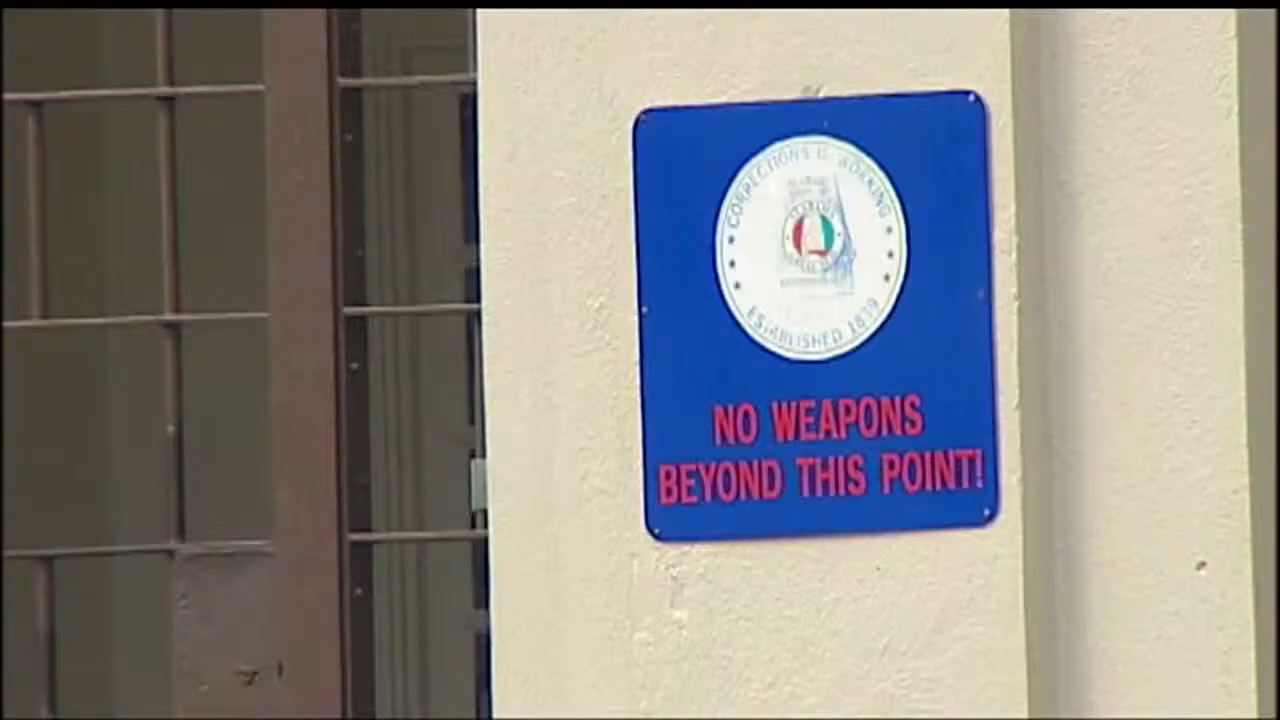 CORRECTIONS IS WORKING
ESTABLISHED 1839
NO WEAPONS
BEYOND THIS POINT!